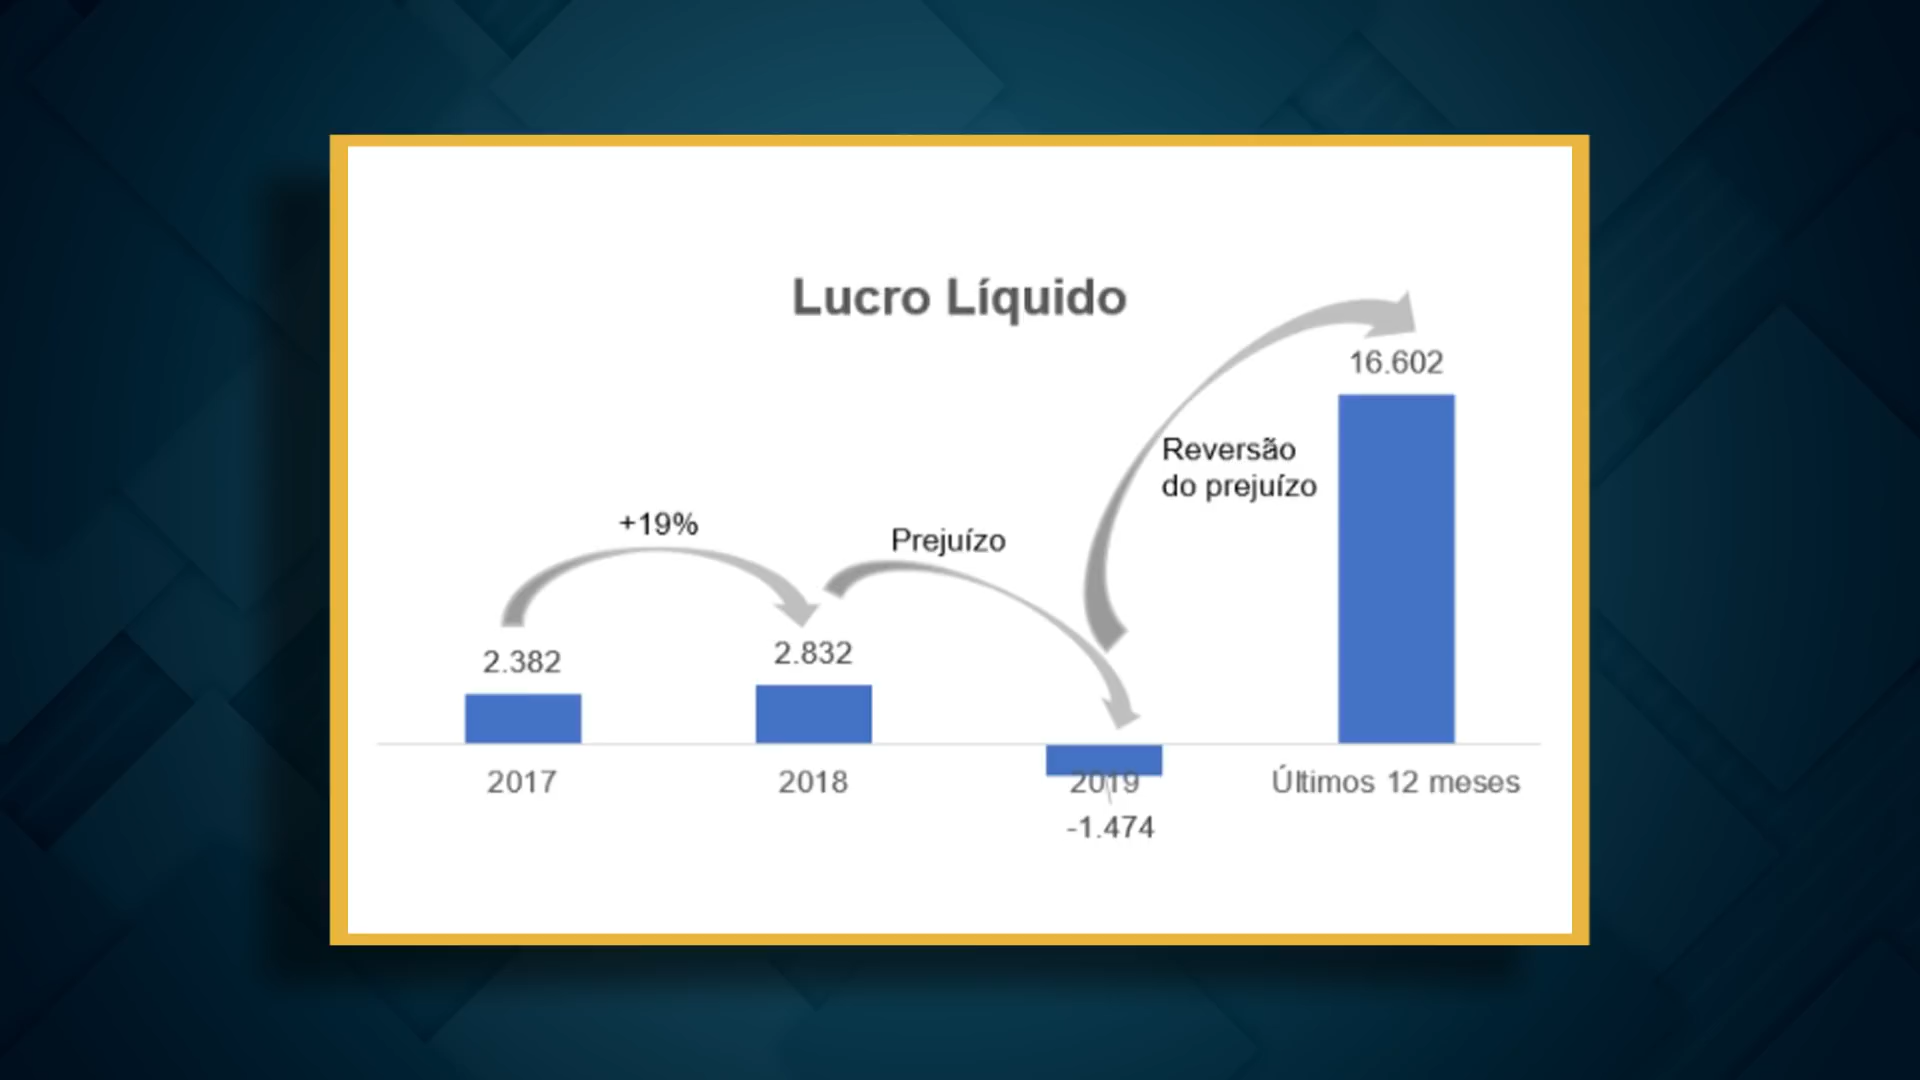 Lucro Líquido
16.602
Reversão
do prejuízo
+19%
Prejuízo
2.382
2.832
2017
2018
2019
Últimos 12 meses
-1.474